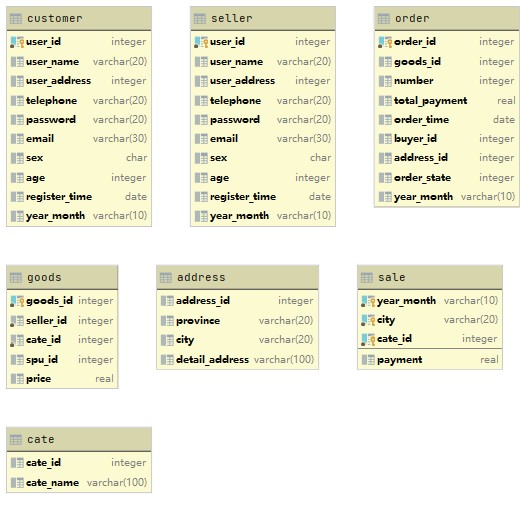 customer
user_id integer
user_name varchar(20)
user_address integer
telephone varchar(20)
password varchar(20)
email varchar(30)
sex char
age integer
register_time date
year_month varchar(10)
seller
user_id integer
user_name varchar(20)
user_address integer
telephone varchar(20)
password varchar(20)
email varchar(30)
sex char
age integer
register_time date
year_month varchar(10)
order
order_id integer
goods_id integer
number integer
total_payment real
order_time date
buyer_id integer
address_id integer
order_state integer
year_month varchar(10)
goods
goods_id integer
seller_id integer
cate_id integer
spu_id integer
price real
address
address_id integer
province varchar(20)
city varchar(20)
detail_address varchar(100)
sale
year_month varchar(10)
city varchar(20)
cate_id integer
payment real
cate
cate_id integer
cate_name varchar(100)